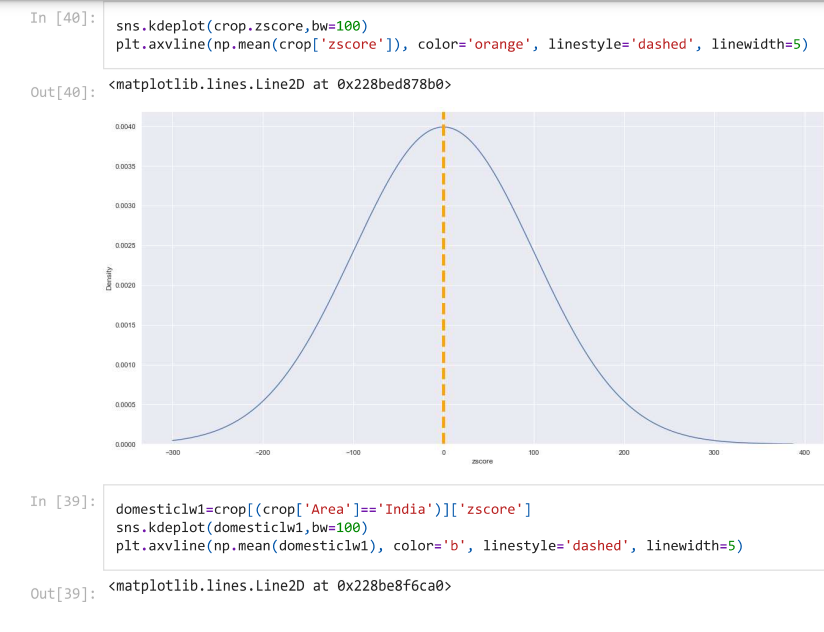 In [40]:
sns.kdeplot(crop.zscore,bw=100)
plt.axvline(np.mean(crop['zscore']), color='orange', linestyle='dashed', linewidth=5)
Out[40]:
<matplotlib.lines.Line2D at 0x228bed878b0>
0.0040
0.0035
0.0030
0.0025
0.0020
0.0015
0.0010
0.0005
0.0000
Density
−300 −200 −100 0 100 200 300 400
zscore
In [39]:
domesticlw1=crop[(crop['Area']=='India')]['zscore']
sns.kdeplot(domesticlw1,bw=100)
plt.axvline(np.mean(domesticlw1), color='b', linestyle='dashed', linewidth=5)
Out[39]:
<matplotlib.lines.Line2D at 0x228be8f6ca0>